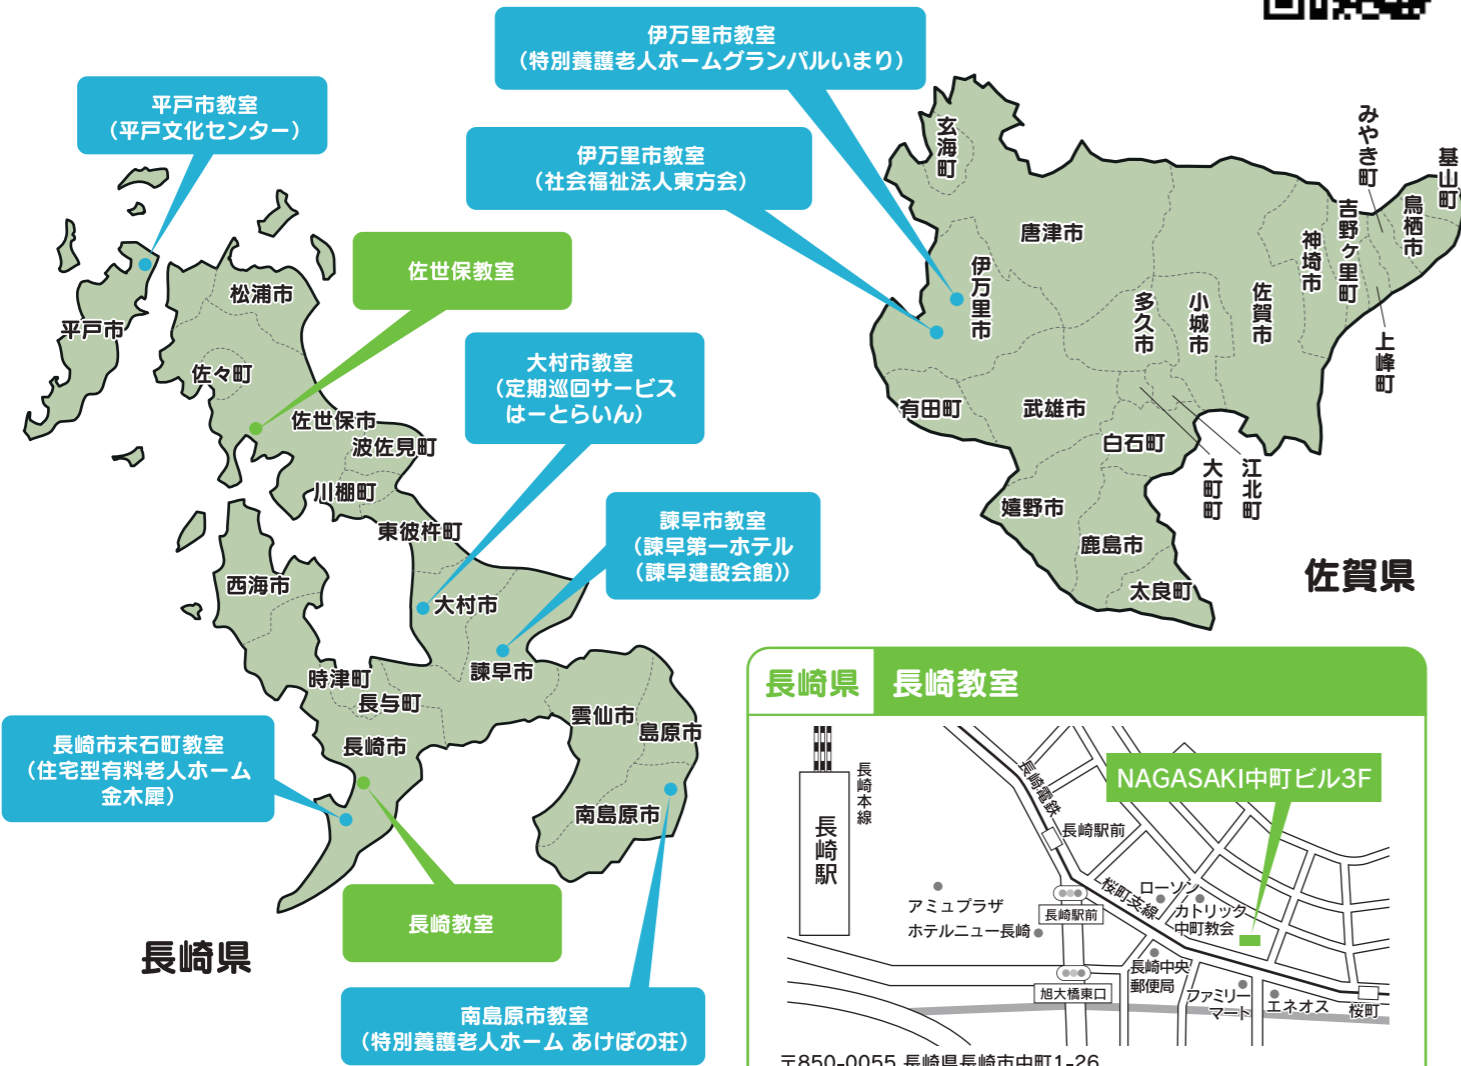 伊万里市教室
（特別養護老人ホームグランパルいまり）
平戸市教室
（平戸文化センター）
伊万里市教室
（社会福祉法人東方会）
佐世保教室
大村市教室
（定期巡回サービス
はーとらいん）
諫早市教室
（諫早第一ホテル
（諫早建設会館））
長崎市末石町教室
（住宅型有料老人ホーム
金木犀）
長崎教室
南島原市教室
（特別養護老人ホーム あけぼの荘）
平戸市
松浦市
佐々町
佐世保市
波佐見町
川棚町
東彼杵町
西海市
大村市
時津町
長与町
諫早市
長崎市
雲仙市
島原市
南島原市
長崎県
玄海町
唐津市
伊万里市
有田町
武雄市
多久市
小城市
佐賀市
神埼市
吉野ヶ里町
みやき町
上峰町
鳥栖市
基山町
白石町
大町町
江北町
嬉野市
鹿島市
太良町
佐賀県
長崎県 長崎教室
長崎本線
長崎駅
長崎電鉄
長崎駅前
NAGASAKI中町ビル3F
桜町支線
ローソン
カトリック
中町教会
アミュプラザ
長崎駅前
ホテルニュー長崎
長崎中央
郵便局
旭大橋東口
ファミリー
マート
エネオス
桜町
〒850-0055 長崎県長崎市中町1-26